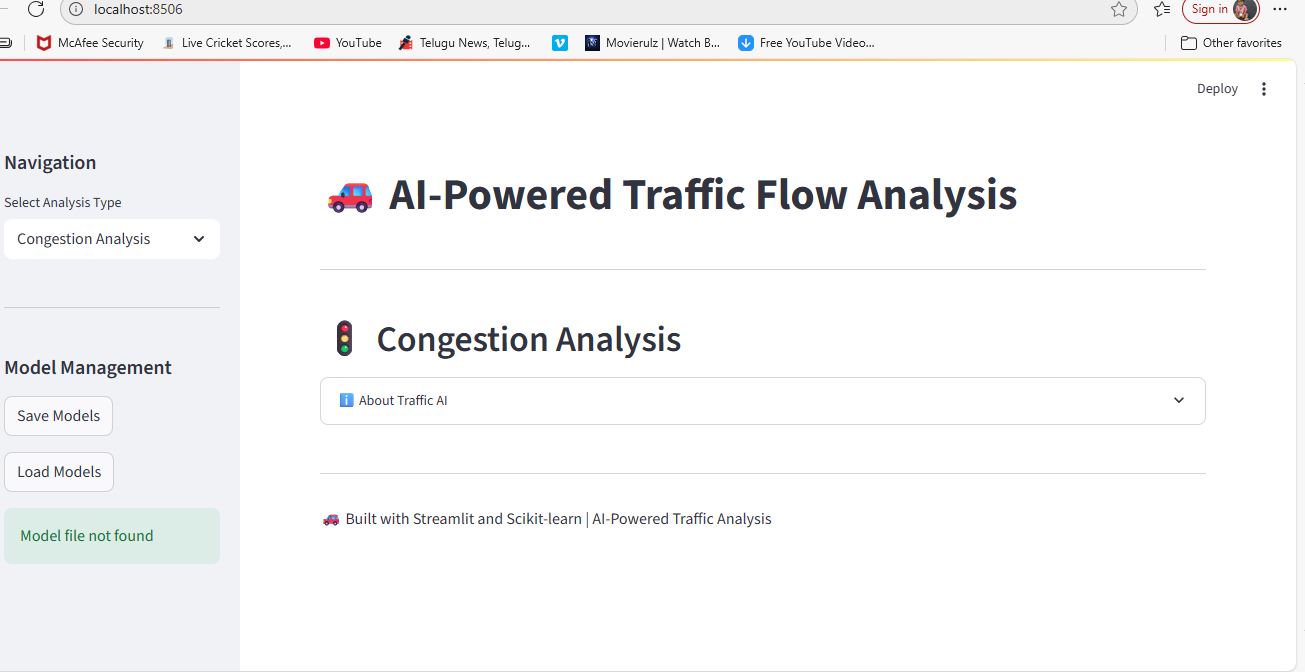 localhost:8506
Sign in
McAfee Security
Live Cricket Scores,...
YouTube
Telugu News, Telug...
Movierulz | Watch B...
Free YouTube Video...
Other favorites
Deploy
Navigation
Select Analysis Type
Congestion Analysis
Model Management
Save Models
Load Models
Model file not found
AI-Powered Traffic Flow Analysis
Congestion Analysis
About Traffic AI
Built with Streamlit and Scikit-learn | AI-Powered Traffic Analysis